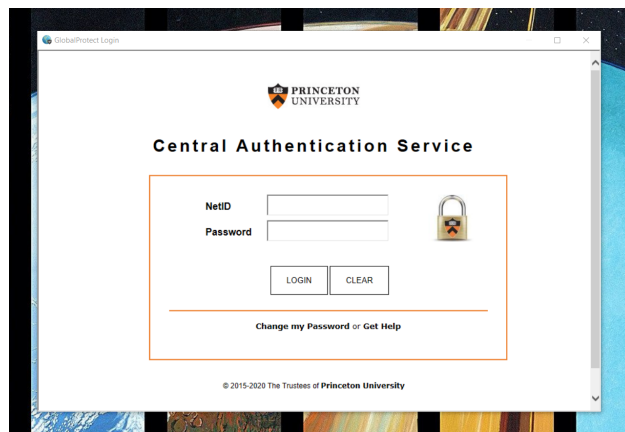 GlobalProtect Login
PRINCETON
UNIVERSITY
Central Authentication Service
NetID
Password
LOGIN CLEAR
Change my Password or Get Help
© 2015-2020 The Trustees of Princeton University